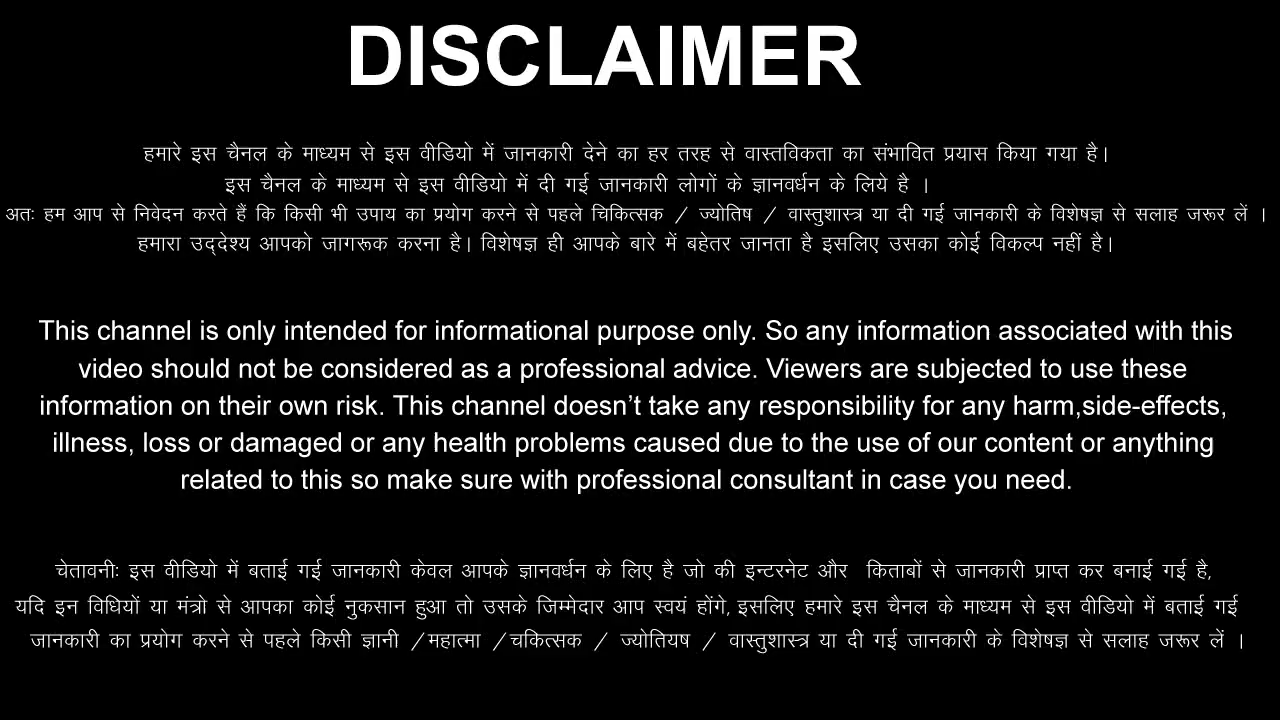 DISCLAIMER
हमारे इस चैनल के माध्यम से इस वीडियो में जानकारी देने का हर तरह से वास्तविकता का संभावित प्रयास किया गया है।
इस चैनल के माध्यम से इस वीडियो में दी गई जानकारी लोगों के ज्ञानवर्धन के लिये है ।
अतः हम आप से निवेदन करते हैं कि किसी भी उपाय का प्रयोग करने से पहले चिकित्सक / ज्योतिष / वास्तुशास्त्र या दी गई जानकारी के विशेषज्ञ से सलाह जरूर लें ।
हमारा उद्देश्य आपको जागरूक करना है। विशेषज्ञ ही आपके बारे में बहेतर जानता है इसलिए उसका कोई विकल्प नहीं है।
This channel is only intended for informational purpose only. So any information associated with this
video should not be considered as a professional advice. Viewers are subjected to use these
information on their own risk. This channel doesn’t take any responsibility for any harm,side-effects,
illness, loss or damaged or any health problems caused due to the use of our content or anything
related to this so make sure with professional consultant in case you need.
चेतावनीः इस वीडियो में बताई गई जानकारी केवल आपके ज्ञानवर्धन के लिए है जो की इन्टरनेट और किताबों से जानकारी प्राप्त कर बनाई गई है,
यदि इन विधियों या मंत्रो से आपका कोई नुकसान हुआ तो उसके जिम्मेदार आप स्वयं होंगे, इसलिए हमारे इस चैनल के माध्यम से इस वीडियो में बताई गई
जानकारी का प्रयोग करने से पहले किसी ज्ञानी /महात्मा /चकित्सक / ज्योतियष / वास्तुशास्त्र या दी गई जानकारी के विशेषज्ञ से सलाह जरूर लें ।